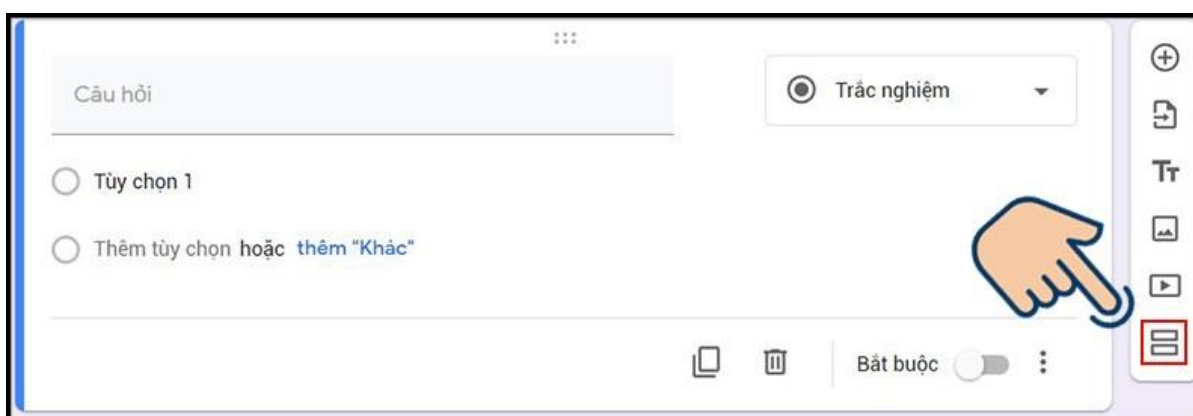 Câu hỏi
Trắc nghiệm
Tùy chọn 1
Thêm tùy chọn hoặc thêm "Khác"
Bắt buộc